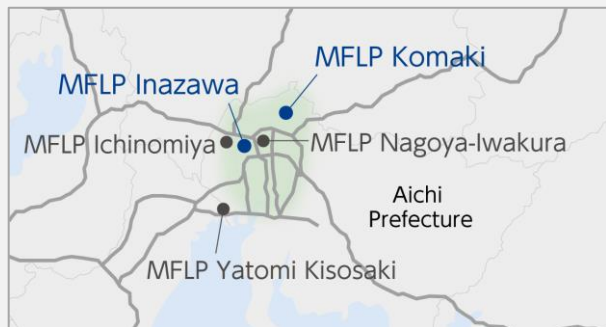 MFLP Komaki
MFLP Inazawa
MFLP Ichinomiya
MFLP Nagoya-Iwakura
Aichi
Prefecture
MFLP Yatomi Kisosaki